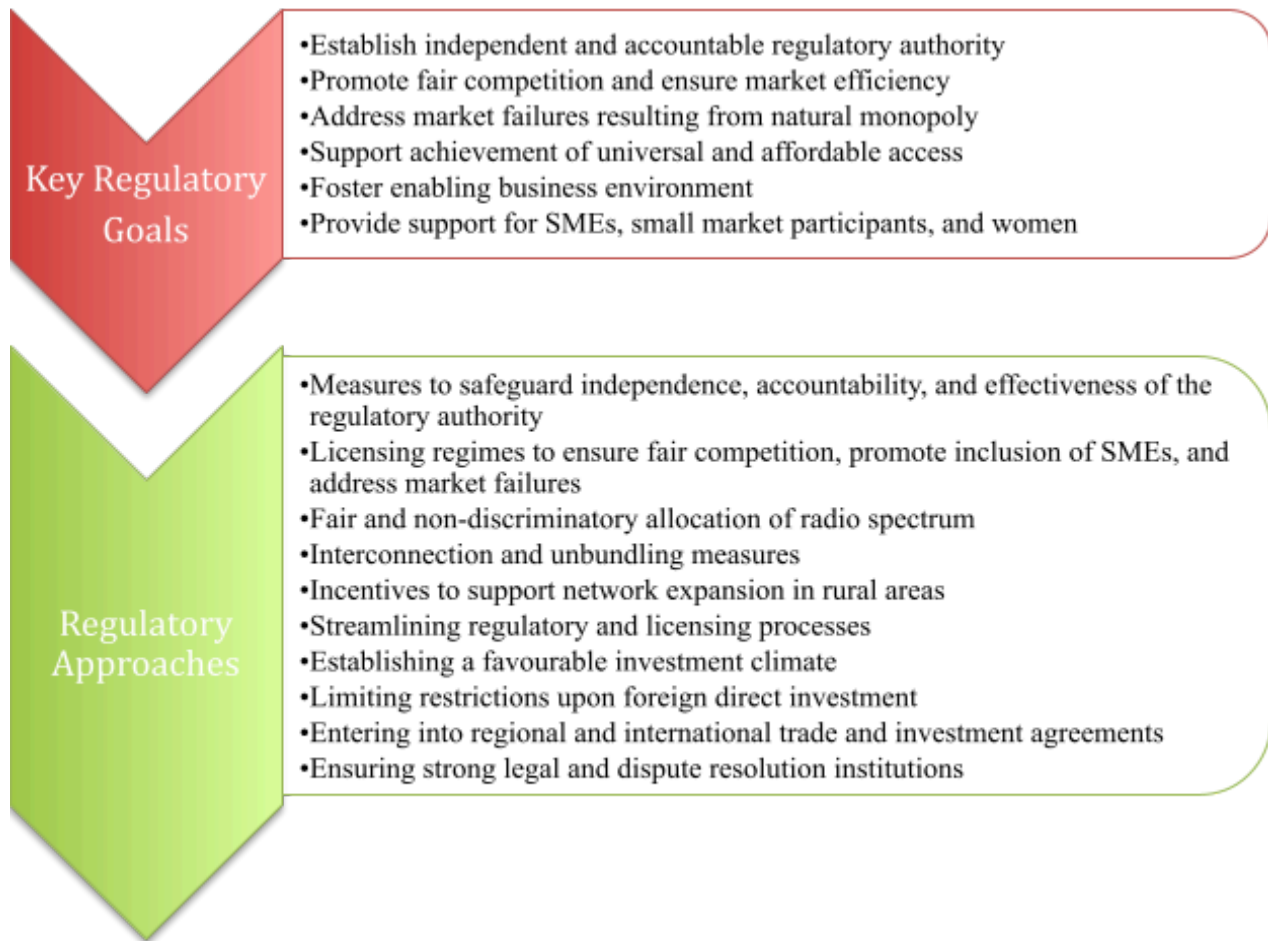 Key Regulatory
Goals
•Establish independent and accountable regulatory authority
•Promote fair competition and ensure market efficiency
•Address market failures resulting from natural monopoly
•Support achievement of universal and affordable access
•Foster enabling business environment
•Provide support for SMEs, small market participants, and women
Regulatory
Approaches
•Measures to safeguard independence, accountability, and effectiveness of the
regulatory authority
•Licensing regimes to ensure fair competition, promote inclusion of SMEs, and
address market failures
•Fair and non-discriminatory allocation of radio spectrum
•Interconnection and unbundling measures
•Incentives to support network expansion in rural areas
•Streamlining regulatory and licensing processes
•Establishing a favourable investment climate
•Limiting restrictions upon foreign direct investment
•Entering into regional and international trade and investment agreements
•Ensuring strong legal and dispute resolution institutions